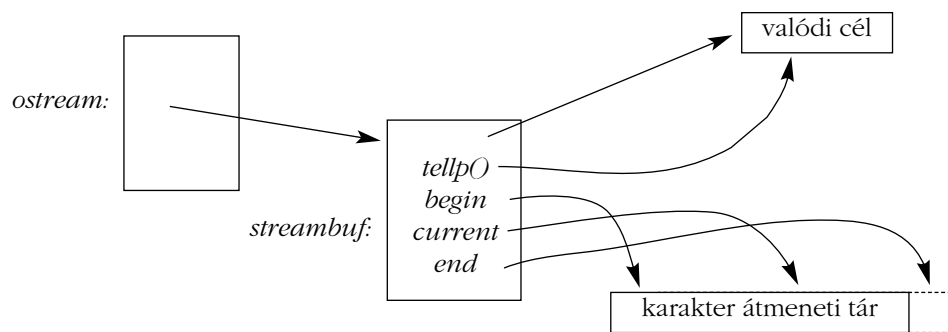 valódi cél
ostream:
tellp()
begin
streambuf: current
end
karakter átmeneti tár